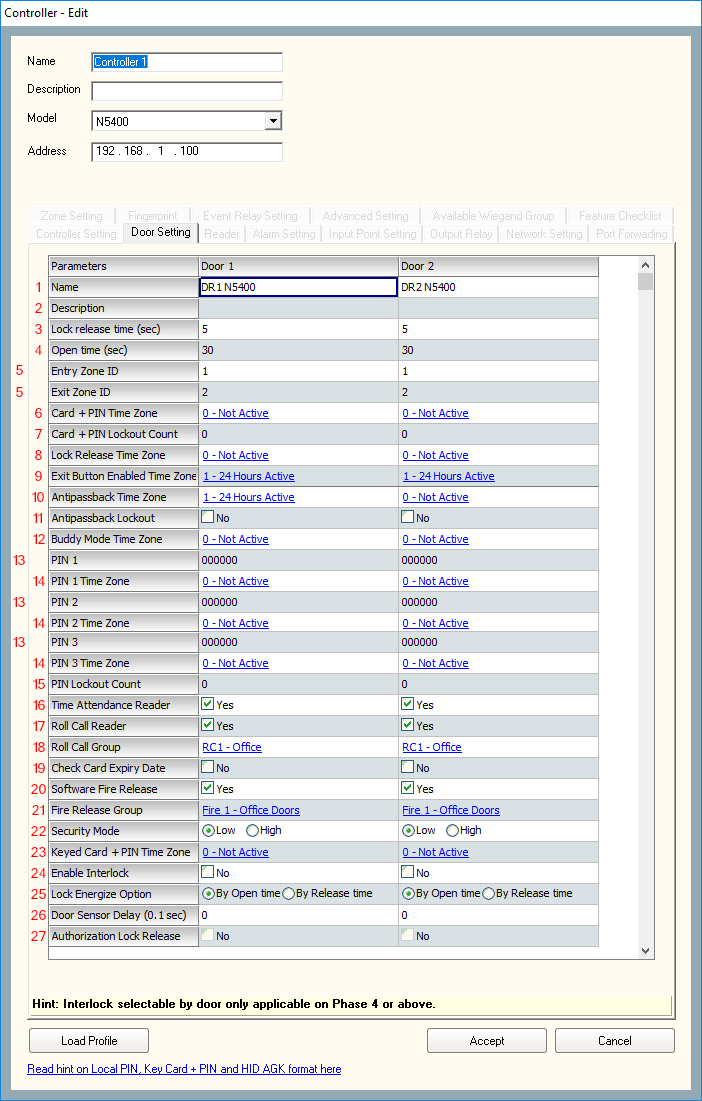 Controller - Edit
Name Controller 1
Description
Model N5400
Address 192 . 168 . 1 . 100
Zone Setting Fingerprint Event Relay Setting Advanced Setting Available Wiegand Group Feature Checklist
Controller Setting Door Setting Reader Alarm Setting Input Point Setting Output Relay Network Setting Port Forwading
Parameters Door 1 Door 2
1 Name DR1 N5400 DR2 N5400
2 Description
3 Lock release time (sec) 5 5
4 Open time (sec) 30 30
5 Entry Zone ID 1 1
5 Exit Zone ID 2 2
6 Card + PIN Time Zone 0 - Not Active 0 - Not Active
7 Card + PIN Lockout Count 0 0
8 Lock Release Time Zone 0 - Not Active 0 - Not Active
9 Exit Button Enabled Time Zone 1 - 24 Hours Active 1 - 24 Hours Active
10 Antipassback Time Zone 1 - 24 Hours Active 0 - Not Active
11 Antipassback Lockout No No
12 Buddy Mode Time Zone 0 - Not Active 0 - Not Active
13 PIN 1 000000 000000
14 PIN 1 Time Zone 0 - Not Active 0 - Not Active
13 PIN 2 000000 000000
14 PIN 2 Time Zone 0 - Not Active 0 - Not Active
13 PIN 3 000000 000000
14 PIN 3 Time Zone 0 - Not Active 0 - Not Active
15 PIN Lockout Count 0 0
16 Time Attendance Reader Yes Yes
17 Roll Call Reader Yes Yes
18 Roll Call Group RC1 - Office RC1 - Office
19 Check Card Expiry Date No No
20 Software Fire Release Yes Yes
21 Fire Release Group Fire 1 - Office Doors Fire 1 - Office Doors
22 Security Mode Low High Low High
23 Keyed Card + PIN Time Zone 0 - Not Active 0 - Not Active
24 Enable Interlock No No
25 Lock Energize Option By Open time By Release time By Open time By Release time
26 Door Sensor Delay (0.1 sec) 0 0
27 Authorization Lock Release No No
Hint: Interlock selectable by door only applicable on Phase 4 or above.
Load Profile Accept Cancel
Read hint on Local PIN, Key Card + PIN and HID AGK format here